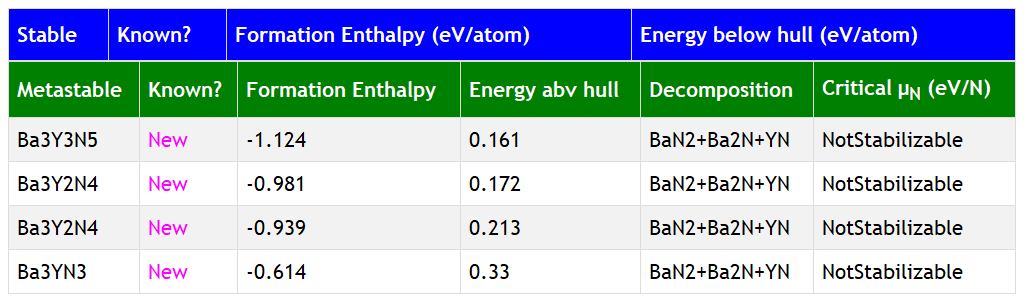 Stable Known? Formation Enthalpy (eV/atom) Energy below hull (eV/atom)
Metastable Known? Formation Enthalpy Energy abv hull Decomposition Critical μN (eV/N)
Ba3Y3N5 New -1.124 0.161 BaN2+Ba2N+YN NotStabilizable
Ba3Y2N4 New -0.981 0.172 BaN2+Ba2N+YN NotStabilizable
Ba3Y2N4 New -0.939 0.213 BaN2+Ba2N+YN NotStabilizable
Ba3YN3 New -0.614 0.33 BaN2+Ba2N+YN NotStabilizable